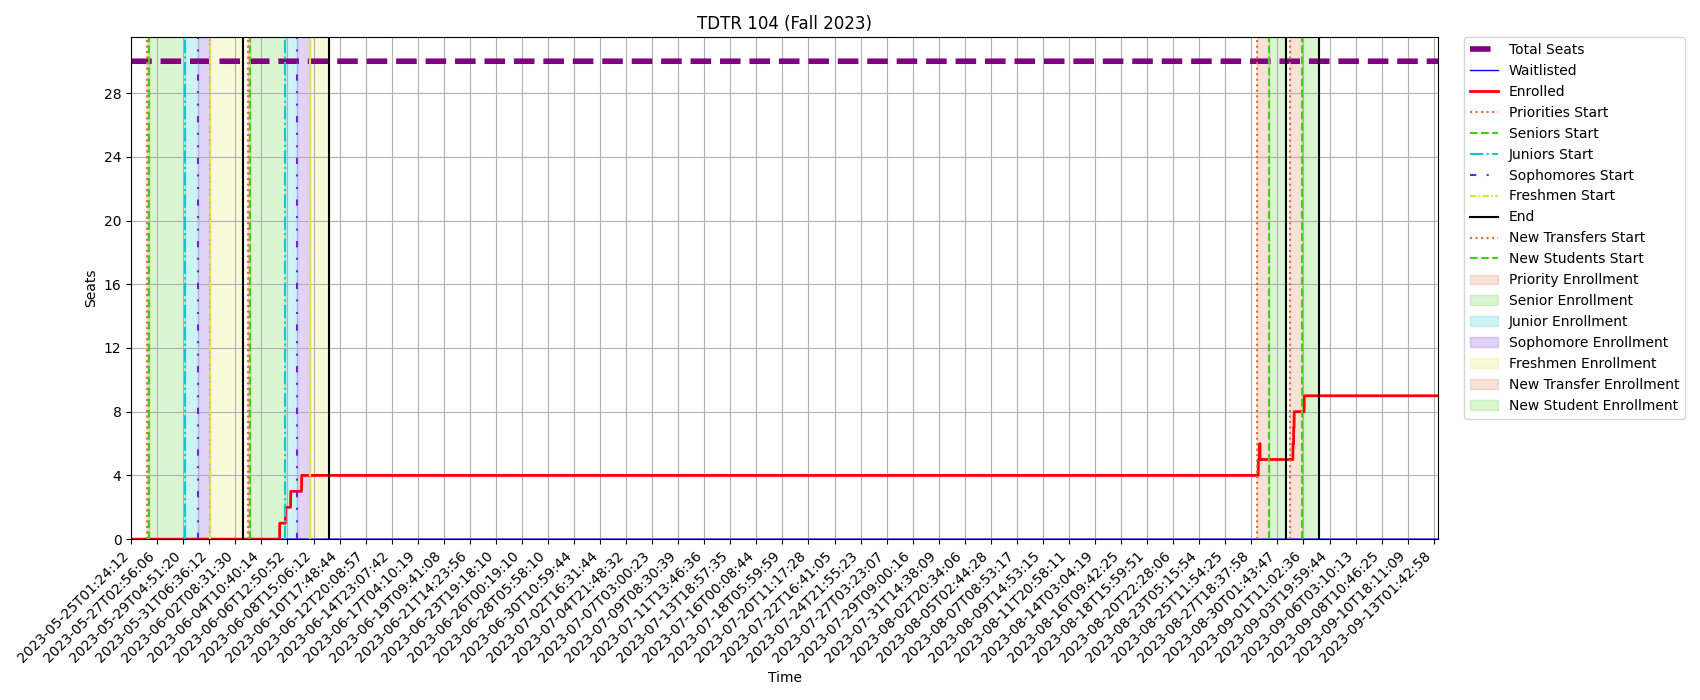 TDTR 104 (Fall 2023)
Seats
28
24
20
16
12
8
4
0
2023-05-25T01:24:12
2023-05-27T02:56:06
2023-05-29T04:51:20
2023-05-31T06:36:12
2023-06-02T08:31:30
2023-06-04T10:40:14
2023-06-06T12:50:52
2023-06-08T15:06:12
2023-06-10T17:48:44
2023-06-12T20:08:57
2023-06-14T23:07:42
2023-06-17T04:10:19
2023-06-19T09:41:08
2023-06-21T14:23:56
2023-06-23T19:18:10
2023-06-26T00:19:10
2023-06-28T05:58:10
2023-06-30T10:59:44
2023-07-02T16:31:44
2023-07-04T21:48:32
2023-07-07T03:00:23
2023-07-09T08:30:39
2023-07-11T13:46:36
2023-07-13T18:57:35
2023-07-16T00:08:44
2023-07-18T05:59:59
2023-07-20T11:17:28
2023-07-22T16:41:05
2023-07-24T21:55:23
2023-07-27T03:23:07
2023-07-29T09:00:16
2023-07-31T14:38:09
2023-08-02T20:34:06
2023-08-05T02:44:28
2023-08-07T08:53:17
2023-08-09T14:53:15
2023-08-11T20:58:11
2023-08-14T03:04:19
2023-08-16T09:42:25
2023-08-18T15:59:51
2023-08-20T22:28:06
2023-08-23T05:15:54
2023-08-25T11:54:25
2023-08-27T18:37:58
2023-08-30T01:43:47
2023-09-01T11:02:36
2023-09-03T19:59:44
2023-09-06T03:10:13
2023-09-08T10:46:25
2023-09-10T18:11:09
2023-09-13T01:42:58
Time
Total Seats
Waitlisted
Enrolled
Priorities Start
Seniors Start
Juniors Start
Sophomores Start
Freshmen Start
End
New Transfers Start
New Students Start
Priority Enrollment
Senior Enrollment
Junior Enrollment
Sophomore Enrollment
Freshmen Enrollment
New Transfer Enrollment
New Student Enrollment